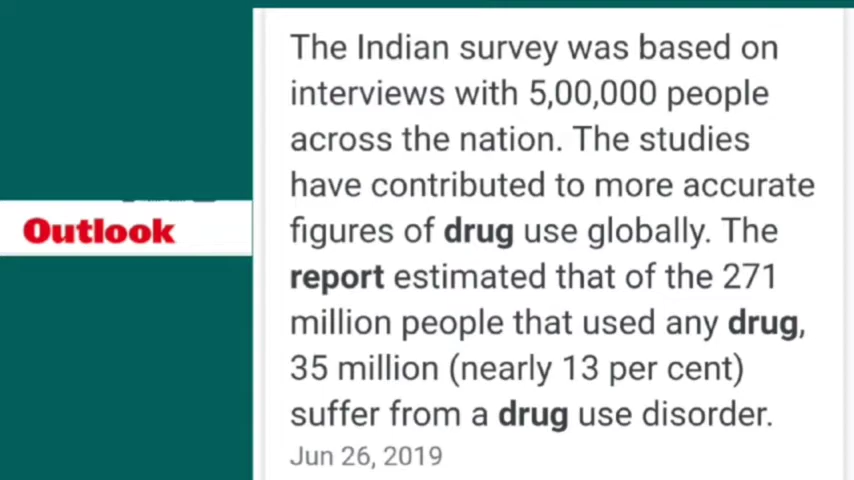 Outlook
The Indian survey was based on
interviews with 5,00,000 people
across the nation. The studies
have contributed to more accurate
figures of drug use globally. The
report estimated that of the 271
million people that used any drug,
35 million (nearly 13 per cent)
suffer from a drug use disorder.
Jun 26, 2019